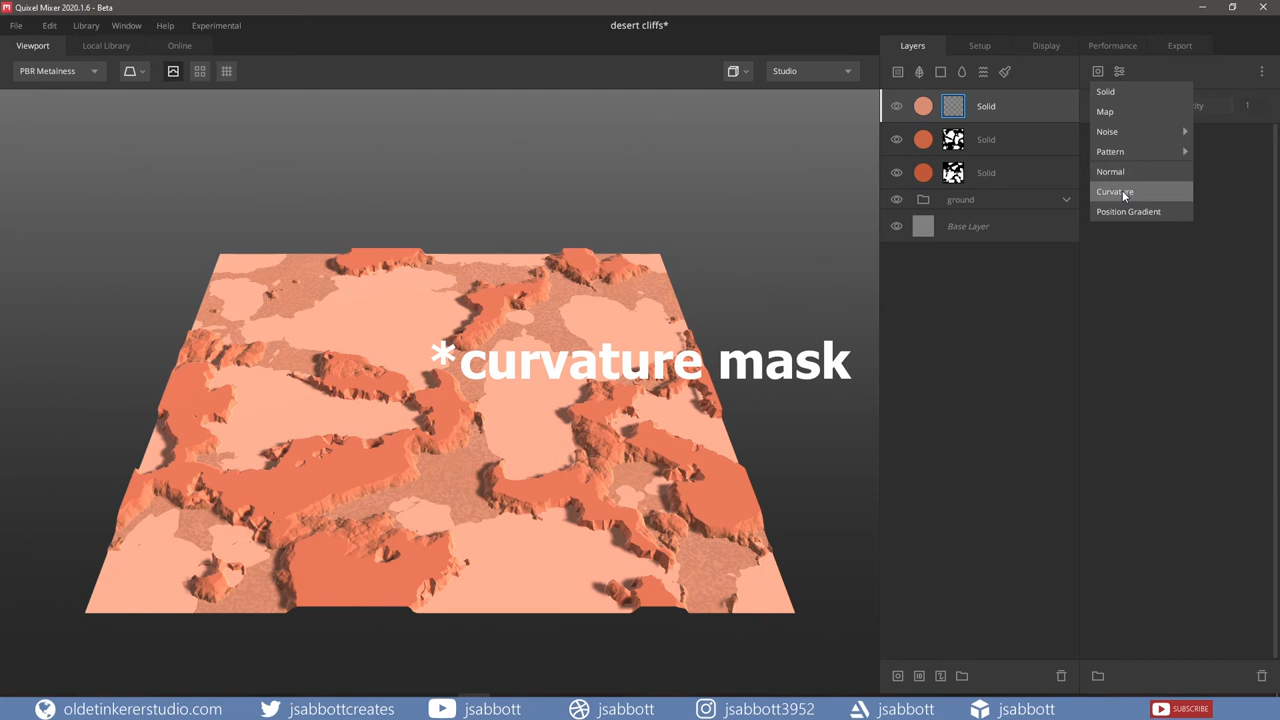 Quixel Mixer 2020.1.6 - Beta
File Edit Library Window Help Experimental
desert cliffs*
Viewport Local Library Online
Layers Setup Display Performance Export
PBR Metalness
Studio
Solid
Solid
Solid
ground
Base Layer
Solid
Map
Noise
Pattern
Normal
Curvature
Position Gradient
1
*curvature mask
oldetinkererstudio.com jsabbottcreates jsabbott jsabbott jsabbott3952 jsabbott jsabbott SUBSCRIBE